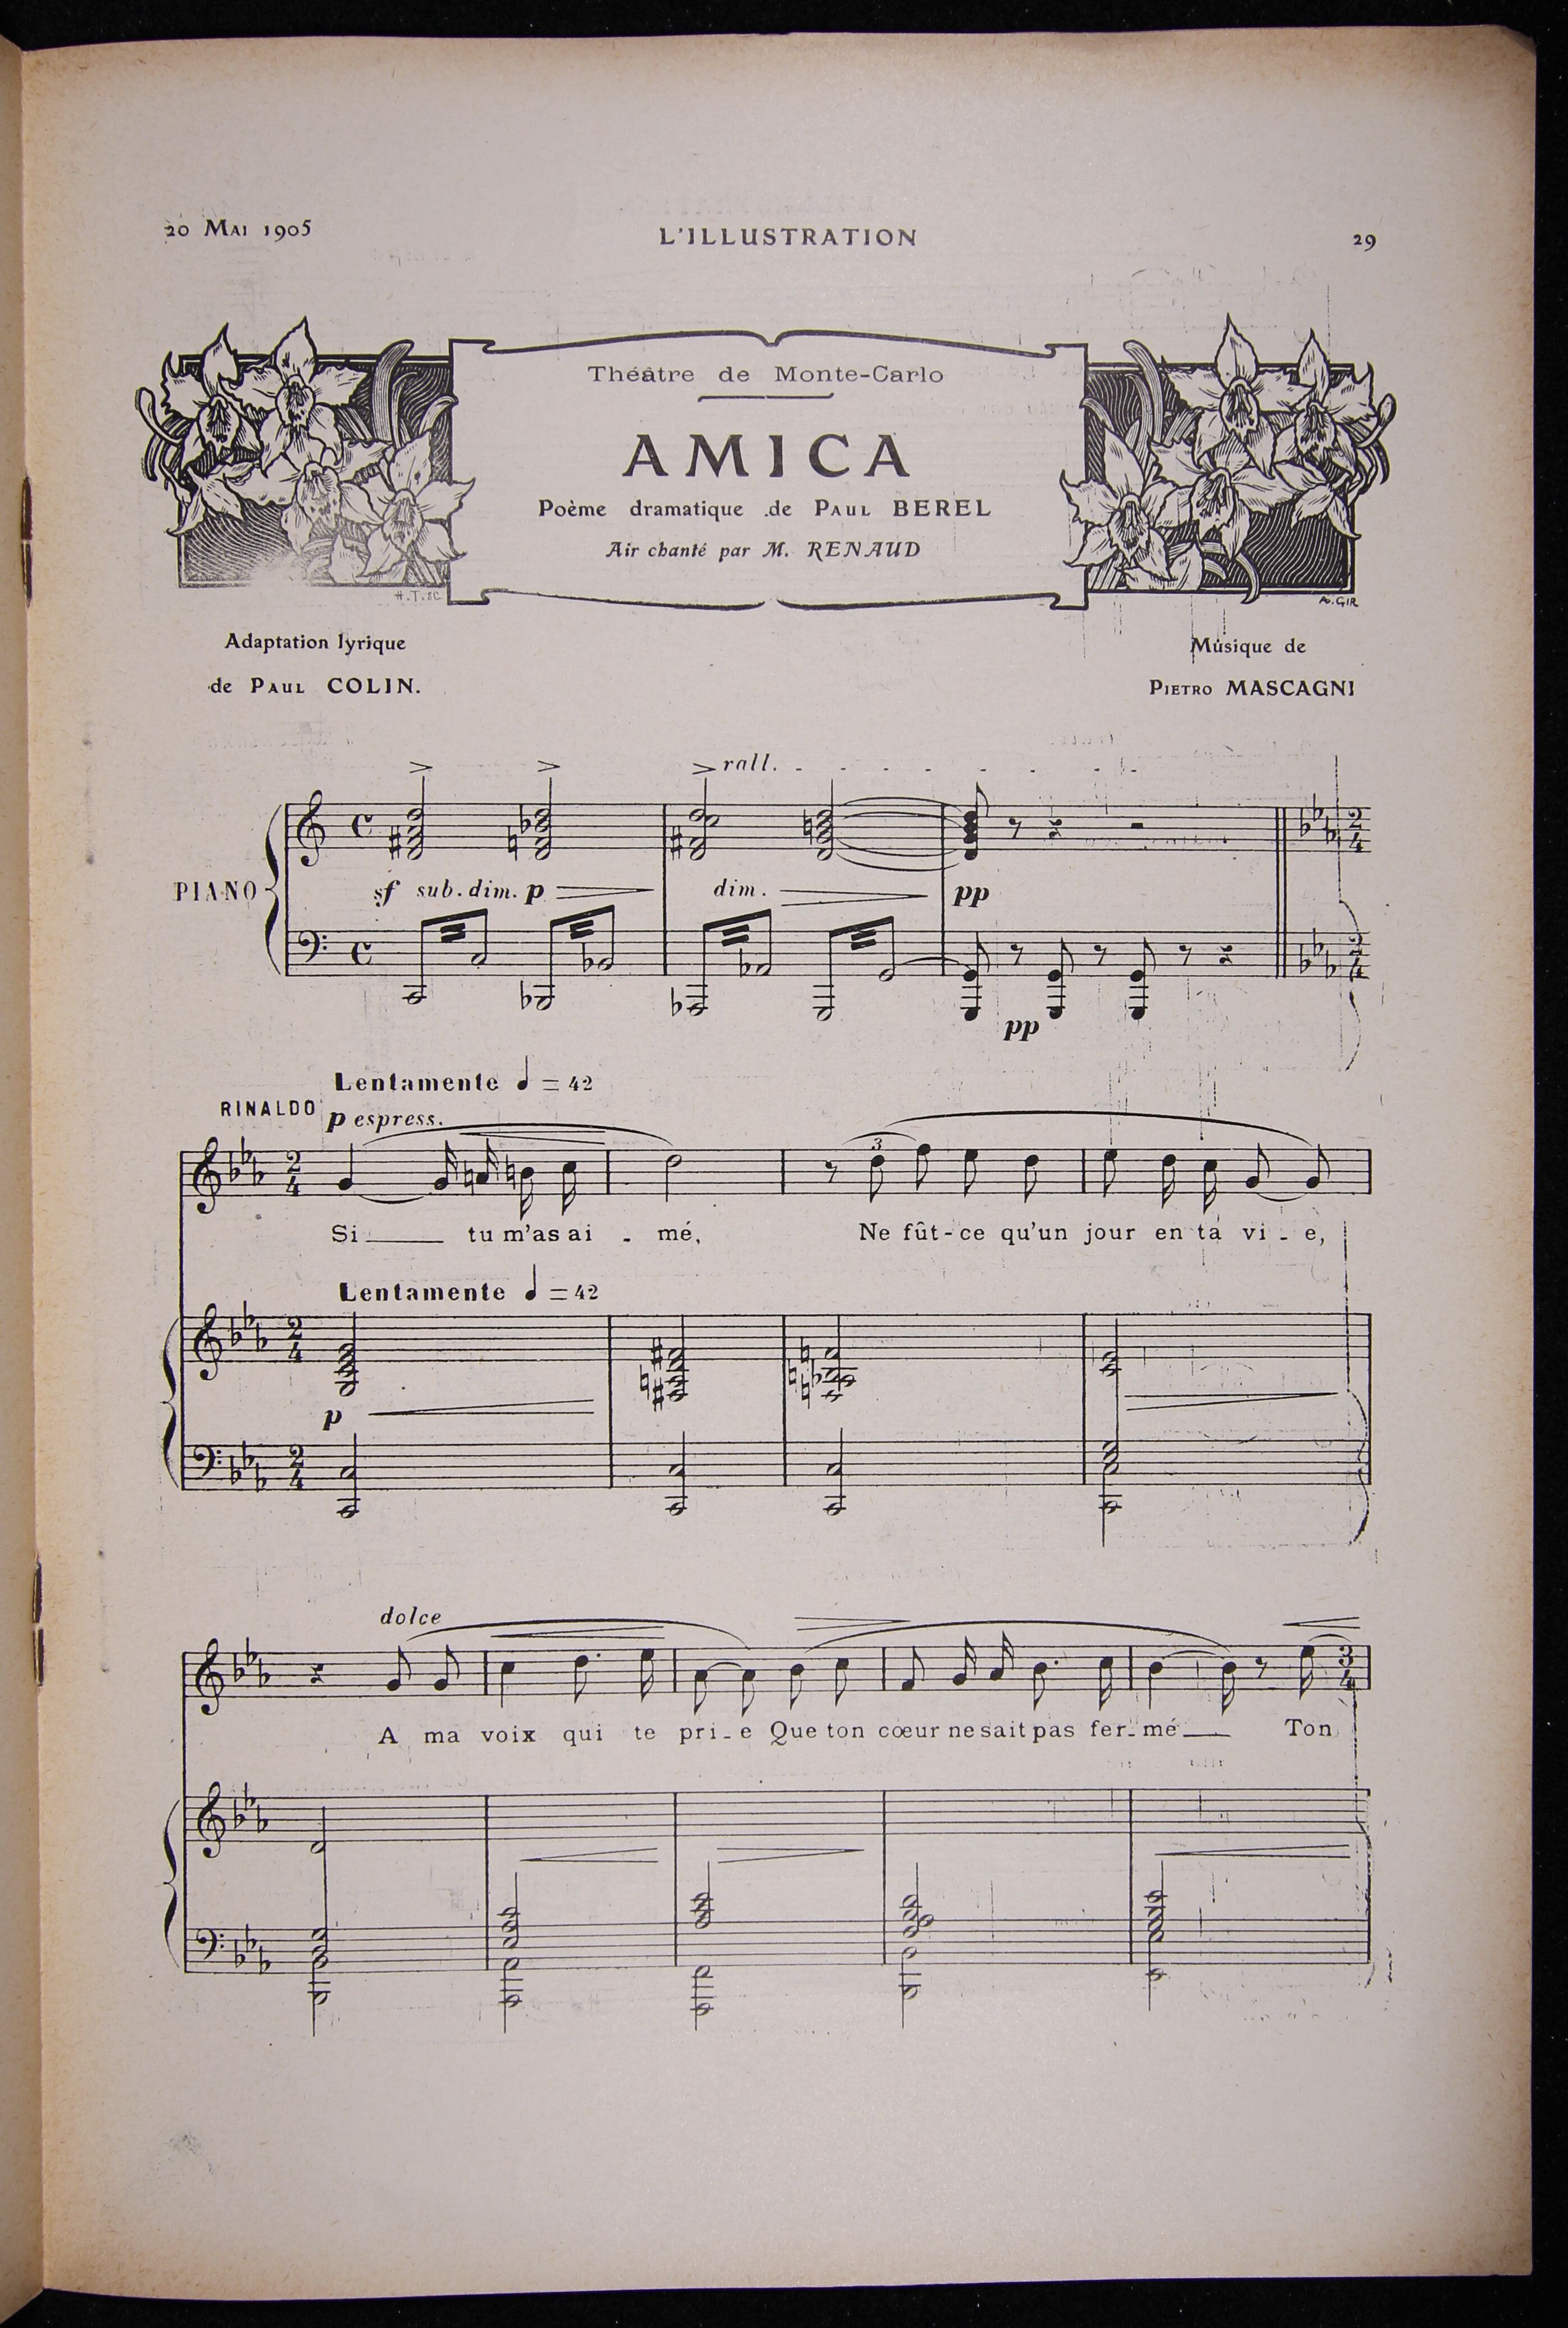 20 MAI 1905
L'ILLUSTRATION
29
Théâtre de Monte-Carlo
AMICA
Poème dramatique de PAUL BEREL
Air chanté par M. RENAUD
H.T.SC
A.GIR
Adaptation lyrique
de PAUL COLIN.
Musique de
PIETRO MASCAGNI
rall.
PIANO
sf sub. dim. p
dim.
pp
pp
Lentamente ♩ = 42
RINALDO
p espress.
3
Si tu m'as ai - mé, Ne fût-ce qu'un jour en ta vi - e,
Lentamente ♩ = 42
p
dolce
A ma voix qui te pri - e Que ton cœur ne sait pas fer - mé Ton